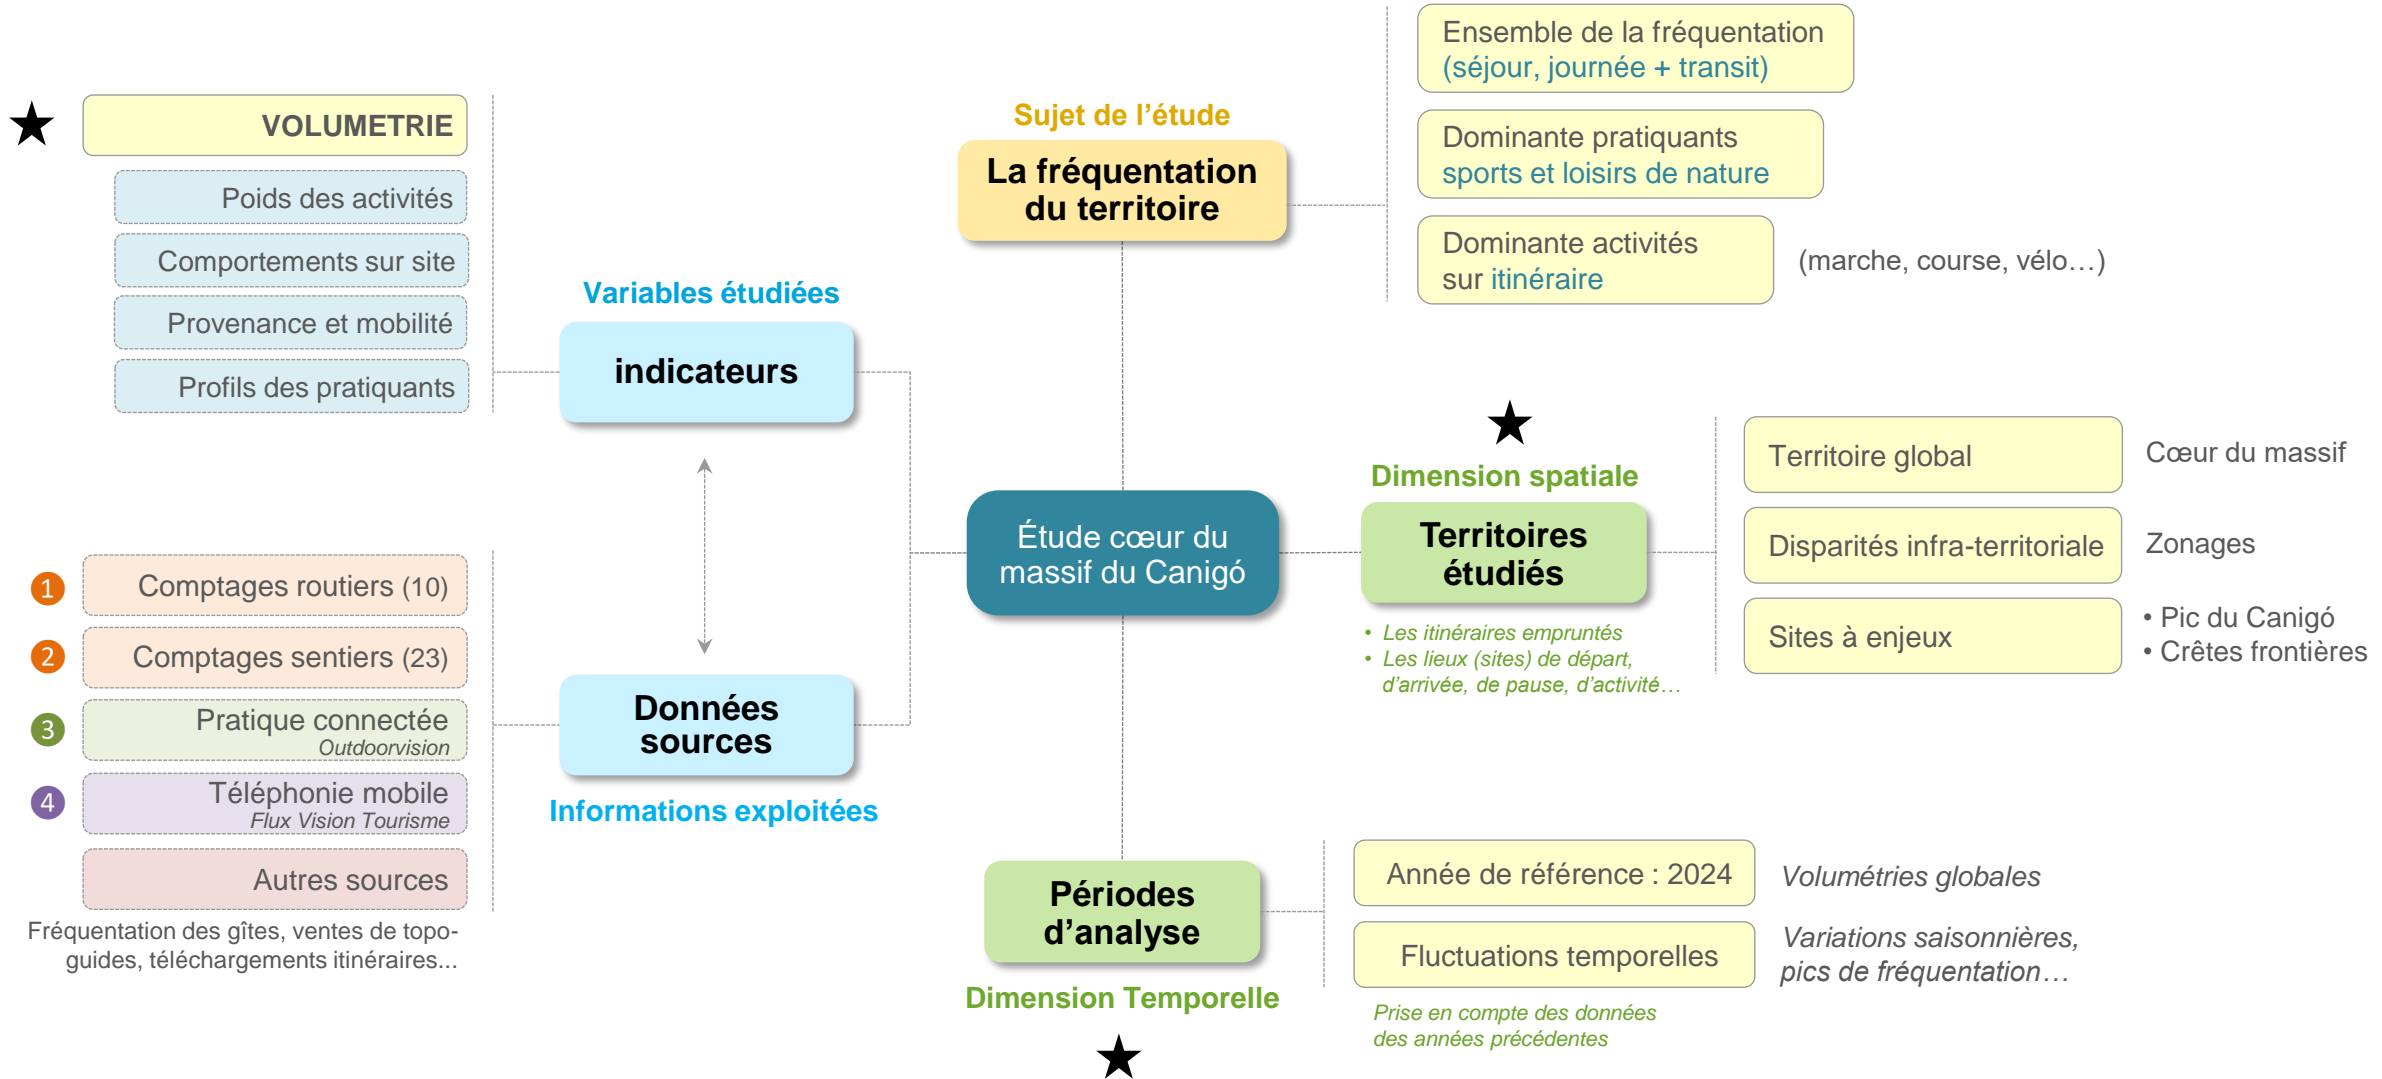 Ensemble de la fréquentation
(séjour, journée + transit)
Sujet de l'étude
La fréquentation
du territoire
Dominante pratiquants
sports et loisirs de nature
Dominante activités
sur itinéraire
(marche, course, vélo…)
VOLUMETRIE
Poids des activités
Comportements sur site
Provenance et mobilité
Profils des pratiquants
Variables étudiées
indicateurs
Étude cœur du
massif du Canigó
Dimension spatiale
Territoires
étudiés
• Les itinéraires empruntés
• Les lieux (sites) de départ,
d'arrivée, de pause, d'activité…
Territoire global
Cœur du massif
Disparités infra-territoriale
Zonages
Sites à enjeux
• Pic du Canigó
• Crêtes frontières
1
Comptages routiers (10)
2
Comptages sentiers (23)
3
Pratique connectée
Outdoorvision
4
Téléphonie mobile
Flux Vision Tourisme
Autres sources
Fréquentation des gîtes, ventes de topo-
guides, téléchargements itinéraires...
Données
sources
Informations exploitées
Périodes
d'analyse
Dimension Temporelle
Année de référence : 2024
Volumétries globales
Fluctuations temporelles
Variations saisonnières,
pics de fréquentation…
Prise en compte des données
des années précédentes